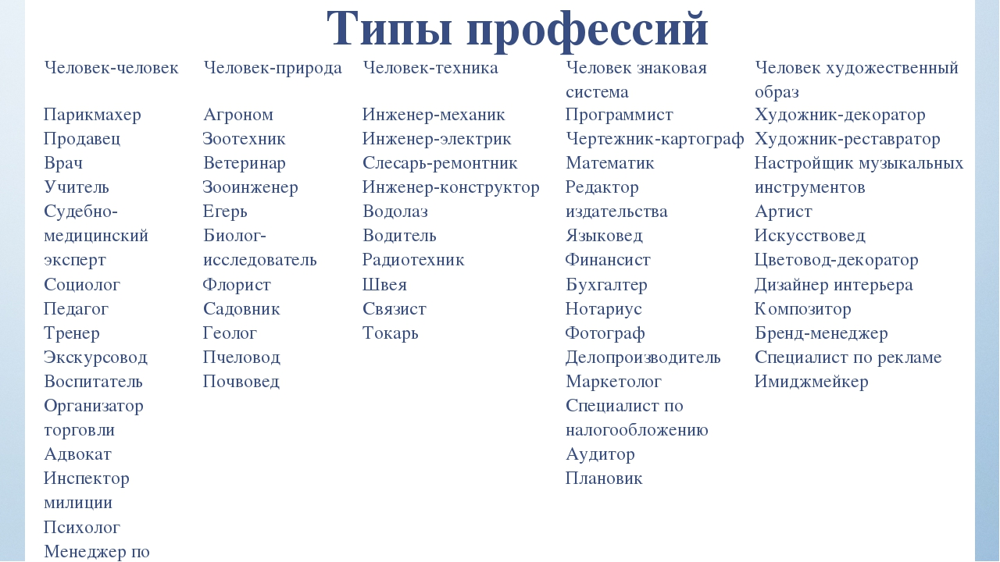 Типы профессий
Человек-человек
Парикмахер
Продавец
Врач
Учитель
Судебно-
медицинский
эксперт
Социолог
Педагог
Тренер
Экскурсовод
Воспитатель
Организатор
торговли
Адвокат
Инспектор
милиции
Психолог
Менеджер по
Человек-природа
Агроном
Зоотехник
Ветеринар
Зооинженер
Егерь
Биолог-
исследователь
Флорист
Садовник
Геолог
Пчеловод
Почвовед
Человек-техника
Инженер-механик
Инженер-электрик
Слесарь-ремонтник
Инженер-конструктор
Водолаз
Водитель
Радиотехник
Швея
Связист
Токарь
Человек знаковая
система
Программист
Чертежник-картограф
Математик
Редактор
издательства
Языковед
Финансист
Бухгалтер
Нотариус
Фотограф
Делопроизводитель
Маркетолог
Специалист по
налогообложению
Аудитор
Плановик
Человек художественный
образ
Художник-декоратор
Художник-реставратор
Настройщик музыкальных
инструментов
Артист
Искусствовед
Цветовод-декоратор
Дизайнер интерьера
Композитор
Бренд-менеджер
Специалист по рекламе
Имиджмейкер